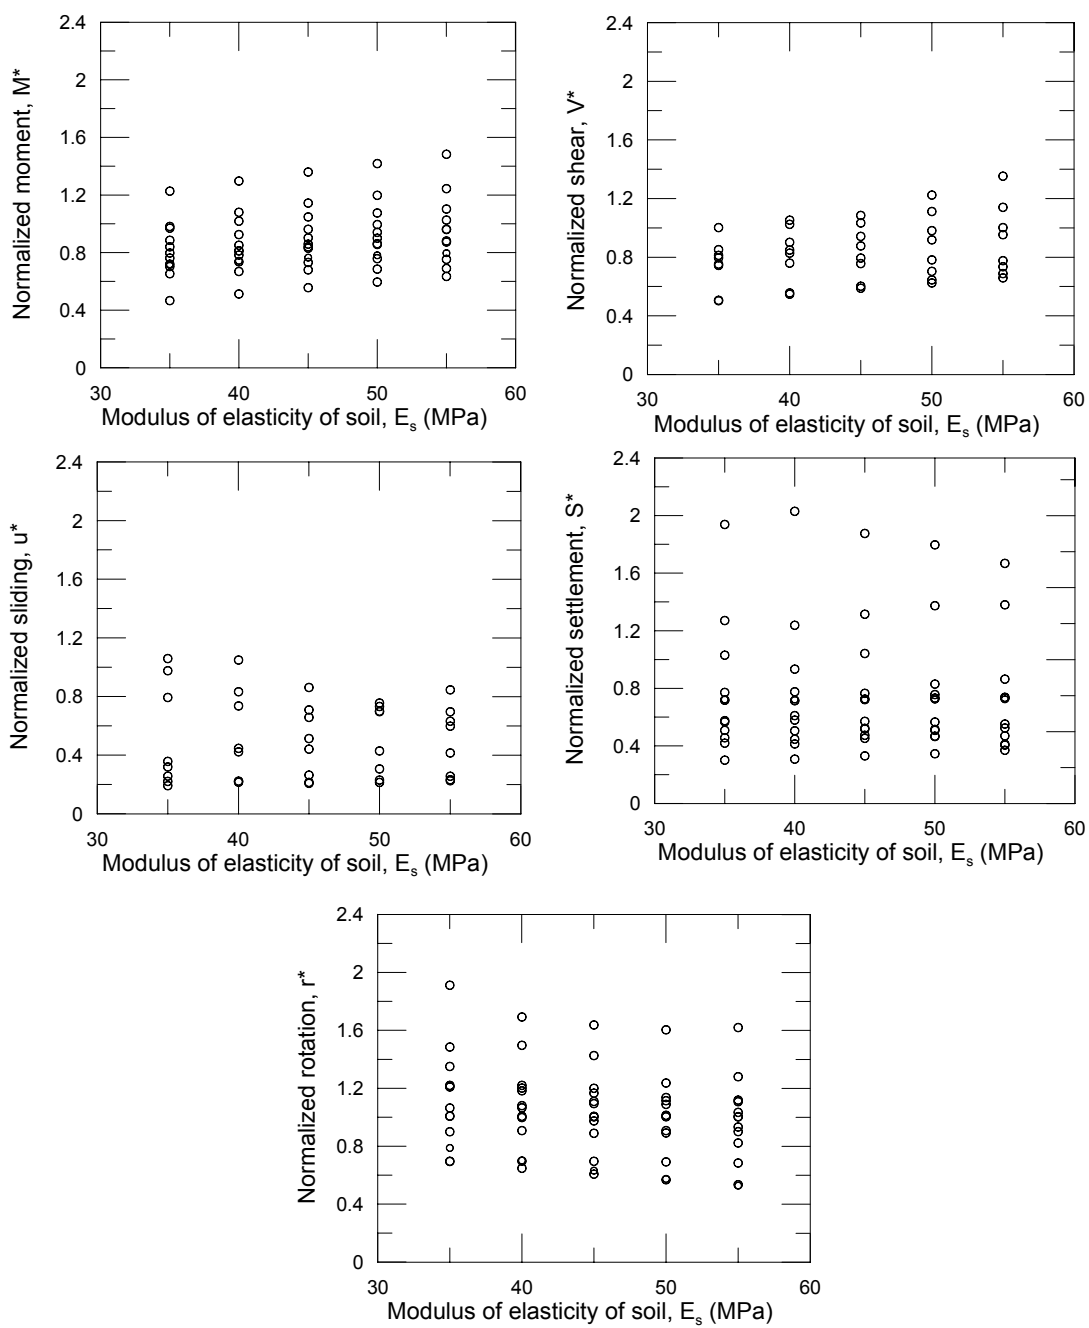 2.4
2
1.6
1.2
0.8
0.4
0
Normalized moment, M*
30 40 50 60
Modulus of elasticity of soil, Es (MPa)
2.4
2
1.6
1.2
0.8
0.4
0
Normalized shear, V*
30 40 50 60
Modulus of elasticity of soil, Es (MPa)
2.4
2
1.6
1.2
0.8
0.4
0
Normalized sliding, u*
30 40 50 60
Modulus of elasticity of soil, Es (MPa)
2.4
2
1.6
1.2
0.8
0.4
0
Normalized settlement, S*
30 40 50 60
Modulus of elasticity of soil, Es (MPa)
2.4
2
1.6
1.2
0.8
0.4
0
Normalized rotation, r*
30 40 50 60
Modulus of elasticity of soil, Es (MPa)